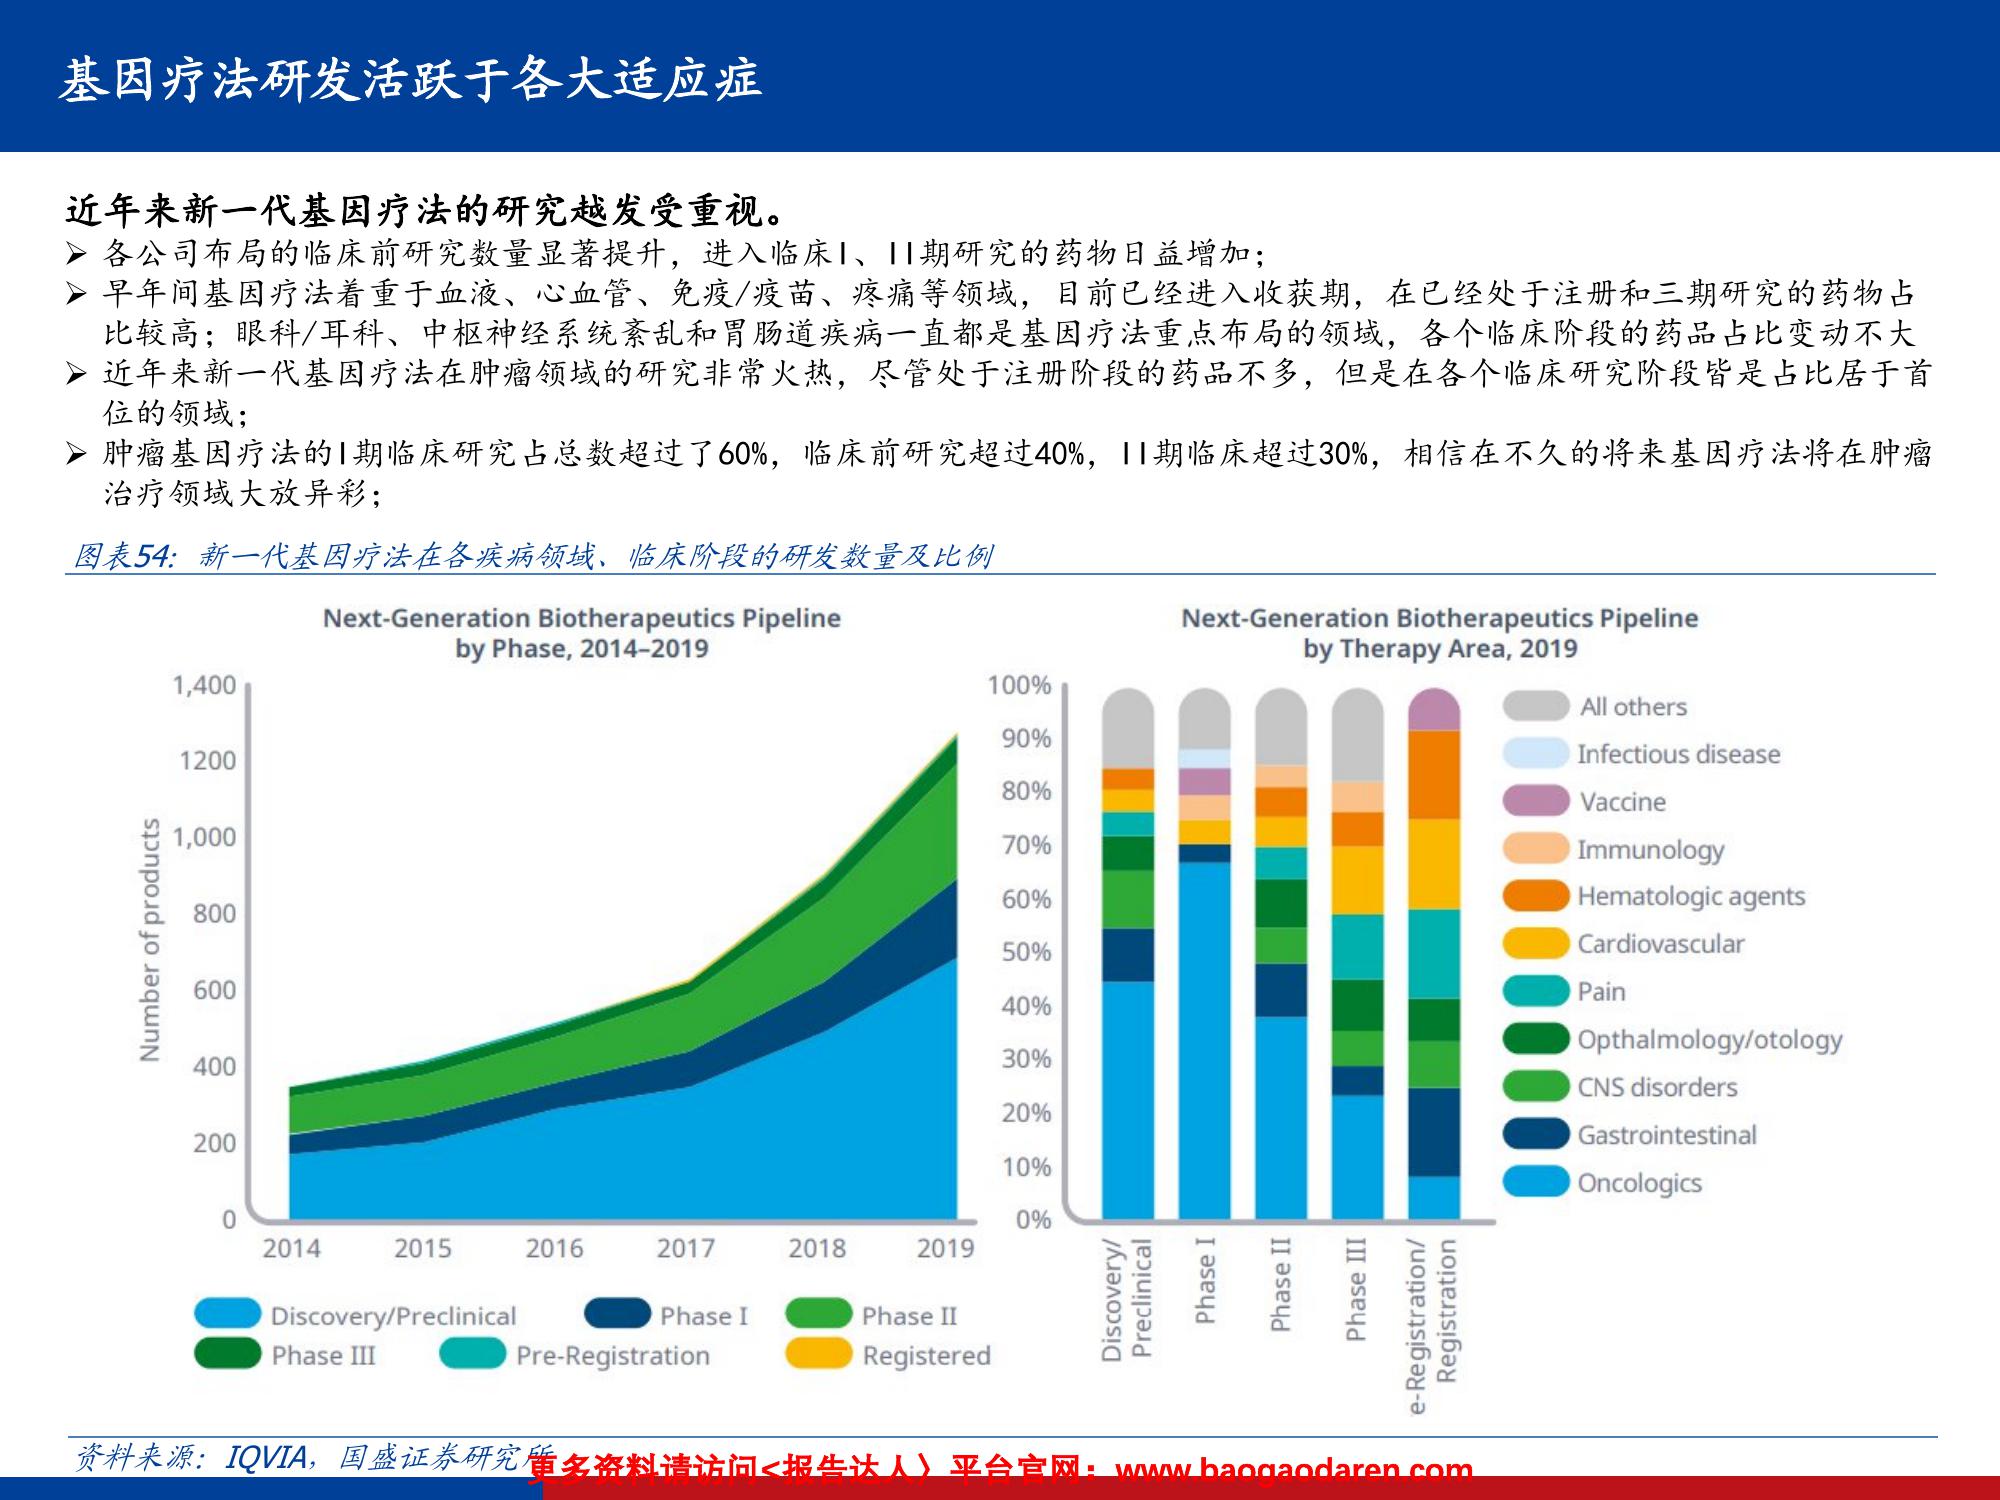 基因疗法研发活跃于各大适应症
近年来新一代基因疗法的研究越发受重视。
➢ 各公司布局的临床前研究数量显著提升，进入临床I、II期研究的药物日益增加；
➢ 早年间基因疗法着重于血液、心血管、免疫/疫苗、疼痛等领域，目前已经进入收获期，在已经处于注册和三期研究的药物占
比较高；眼科/耳科、中枢神经系统紊乱和胃肠道疾病一直都是基因疗法重点布局的领域，各个临床阶段的药品占比变动不大
➢ 近年来新一代基因疗法在肿瘤领域的研究非常火热，尽管处于注册阶段的药品不多，但是在各个临床研究阶段皆是占比居于首
位的领域；
➢ 肿瘤基因疗法的I期临床研究占总数超过了60%，临床前研究超过40%，II期临床超过30%，相信在不久的将来基因疗法将在肿瘤
治疗领域大放异彩；
图表54：新一代基因疗法在各疾病领域、临床阶段的研发数量及比例
Next-Generation Biotherapeutics Pipeline
by Phase, 2014–2019
Number of products
1,400
1200
1,000
800
600
400
200
0
2014 2015 2016 2017 2018 2019
Discovery/Preclinical Phase I Phase II
Phase III Pre-Registration Registered
Next-Generation Biotherapeutics Pipeline
by Therapy Area, 2019
100%
90%
80%
70%
60%
50%
40%
30%
20%
10%
0%
Discovery/
Preclinical
Phase I
Phase II
Phase III
e-Registration/
Registration
All others
Infectious disease
Vaccine
Immunology
Hematologic agents
Cardiovascular
Pain
Opthalmology/otology
CNS disorders
Gastrointestinal
Oncologics
资料来源：IQVIA，国盛证券研究所
更多资料请访问<报告达人〉平台官网：www.baogaodaren.com